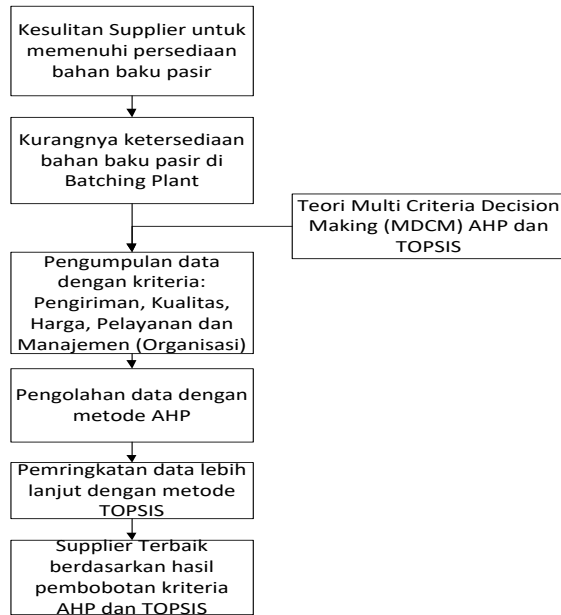 Kesulitan Supplier untuk
memenuhi persediaan
bahan baku pasir
Kurangnya ketersediaan
bahan baku pasir di
Batching Plant
Teori Multi Criteria Decision
Making (MDCM) AHP dan
TOPSIS
Pengumpulan data
dengan kriteria:
Pengiriman, Kualitas,
Harga, Pelayanan dan
Manajemen (Organisasi)
Pengolahan data dengan
metode AHP
Pemringkatan data lebih
lanjut dengan metode
TOPSIS
Supplier Terbaik
berdasarkan hasil
pembobotan kriteria
AHP dan TOPSIS